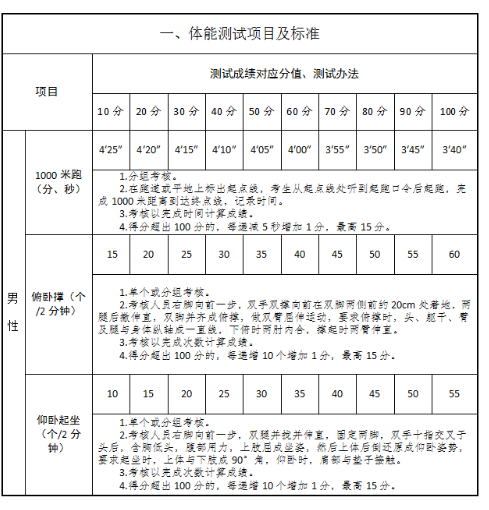 一、体能测试项目及标准
项目
测试成绩对应分值、测试办法
10分 20分 30分 40分 50分 60分 70分 80分 90分 100分
男性
1000米跑（分、秒）
4′25″ 4′20″ 4′15″ 4′10″ 4′05″ 4′00″ 3′55″ 3′50″ 3′45″ 3′40″
1.分组考核。
2.在跑道或平地上标出起点线，考生从起点线处听到起跑口令后起跑，完
成1000米距离到达终点线，记录时间。
3.考核以完成时间计算成绩。
4.得分超出100分的，每递减5秒增加1分，最高15分。
俯卧撑（个/2分钟）
15 20 25 30 35 40 45 50 55 60
1.单个或分组考核。
2.考核人员右脚向前一步，双手双撑向前在双脚两侧前约20cm处着地，两
腿后撤伸直，双脚并齐成俯撑，做双臂屈伸运动，要求俯撑时，头、躯干、臂
及腿与身体纵轴成一直线，下俯时两肘内合，撑起时两臂伸直。
3.考核以完成次数计算成绩。
4.得分超出100分的，每递增10个增加1分，最高15分。
仰卧起坐（个/2分钟）
10 15 20 25 30 35 40 45 50 55
1.单个或分组考核。
2.考核人员右脚向前一步，双腿并拢并伸直，固定两脚，双手十指交叉于
头后，含胸低头，腹部用力，上肢屈成坐姿，然后上体后倒还原成仰卧姿势，
要求起坐时，上体与下肢成90°角，仰卧时，肩部与垫子接触。
3.考核以完成次数计算成绩。
4.得分超出100分的，每递增10个增加1分，最高15分。